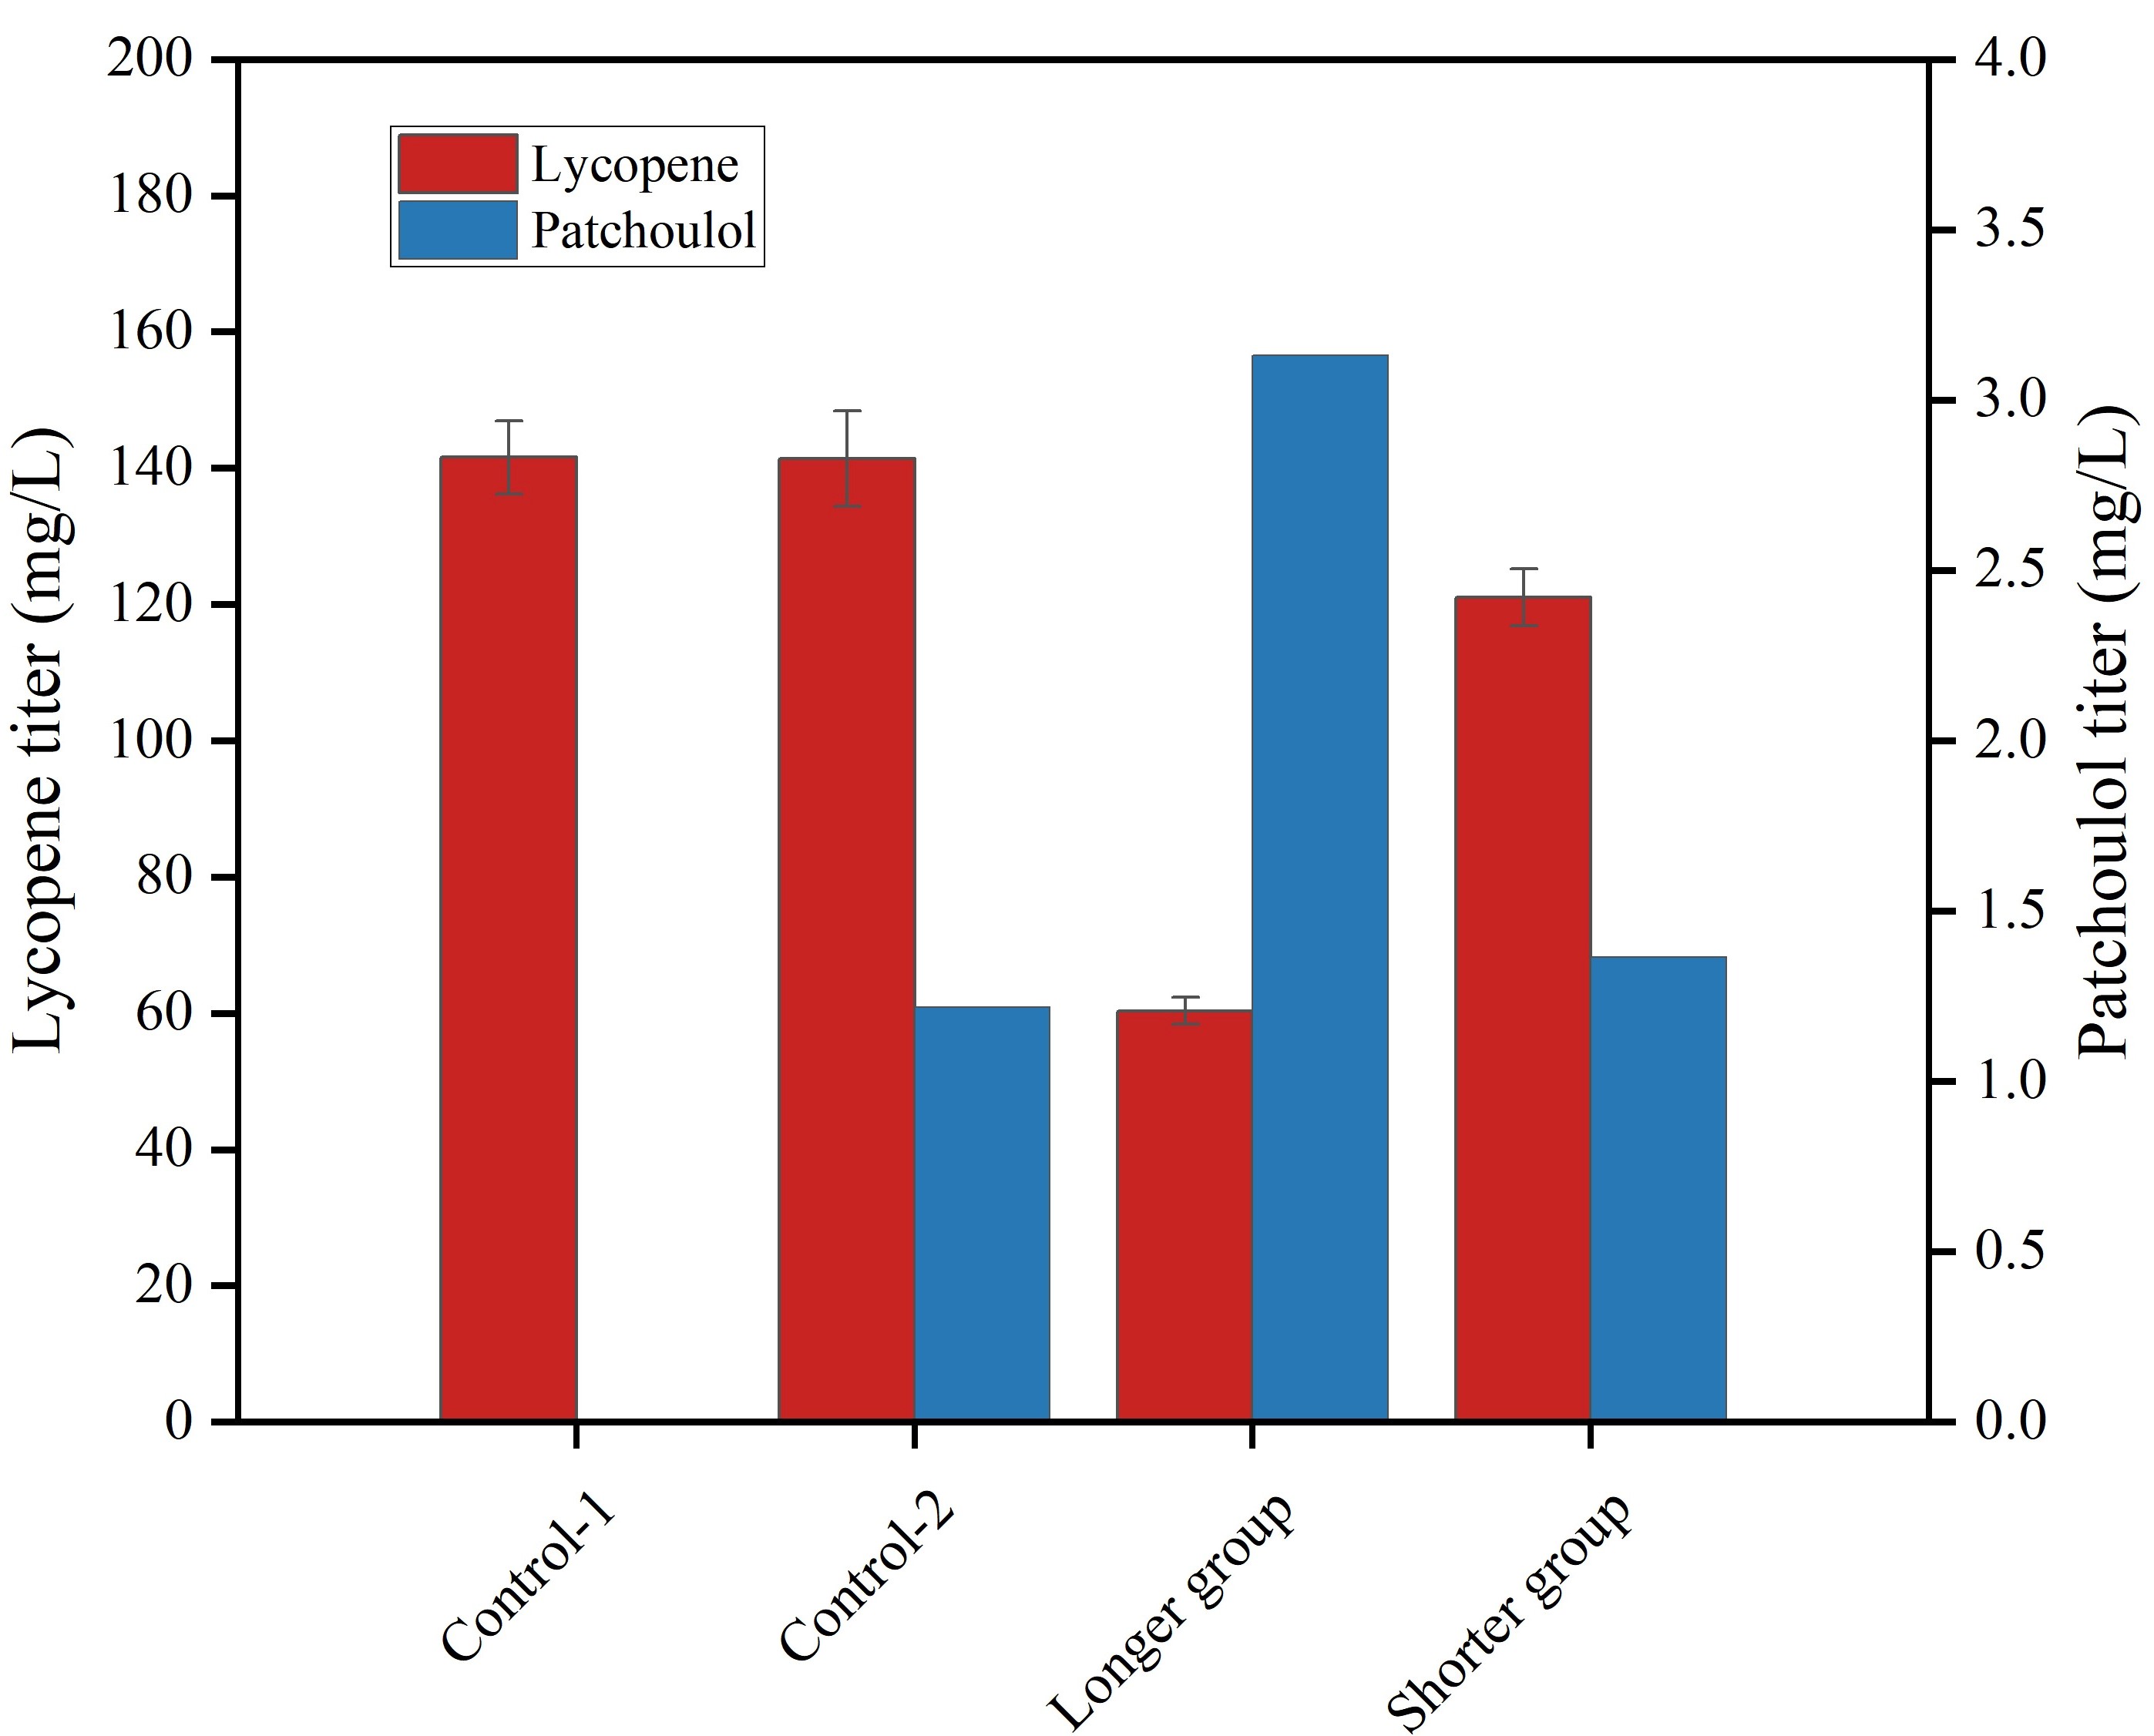 Lycopene titer (mg/L)
200
180
160
140
120
100
80
60
40
20
0
Lycopene
Patchoulol
4.0
3.5
3.0
2.5
2.0
1.5
1.0
0.5
0.0
Patchoulol titer (mg/L)
Control-1
Control-2
Longer group
Shorter group